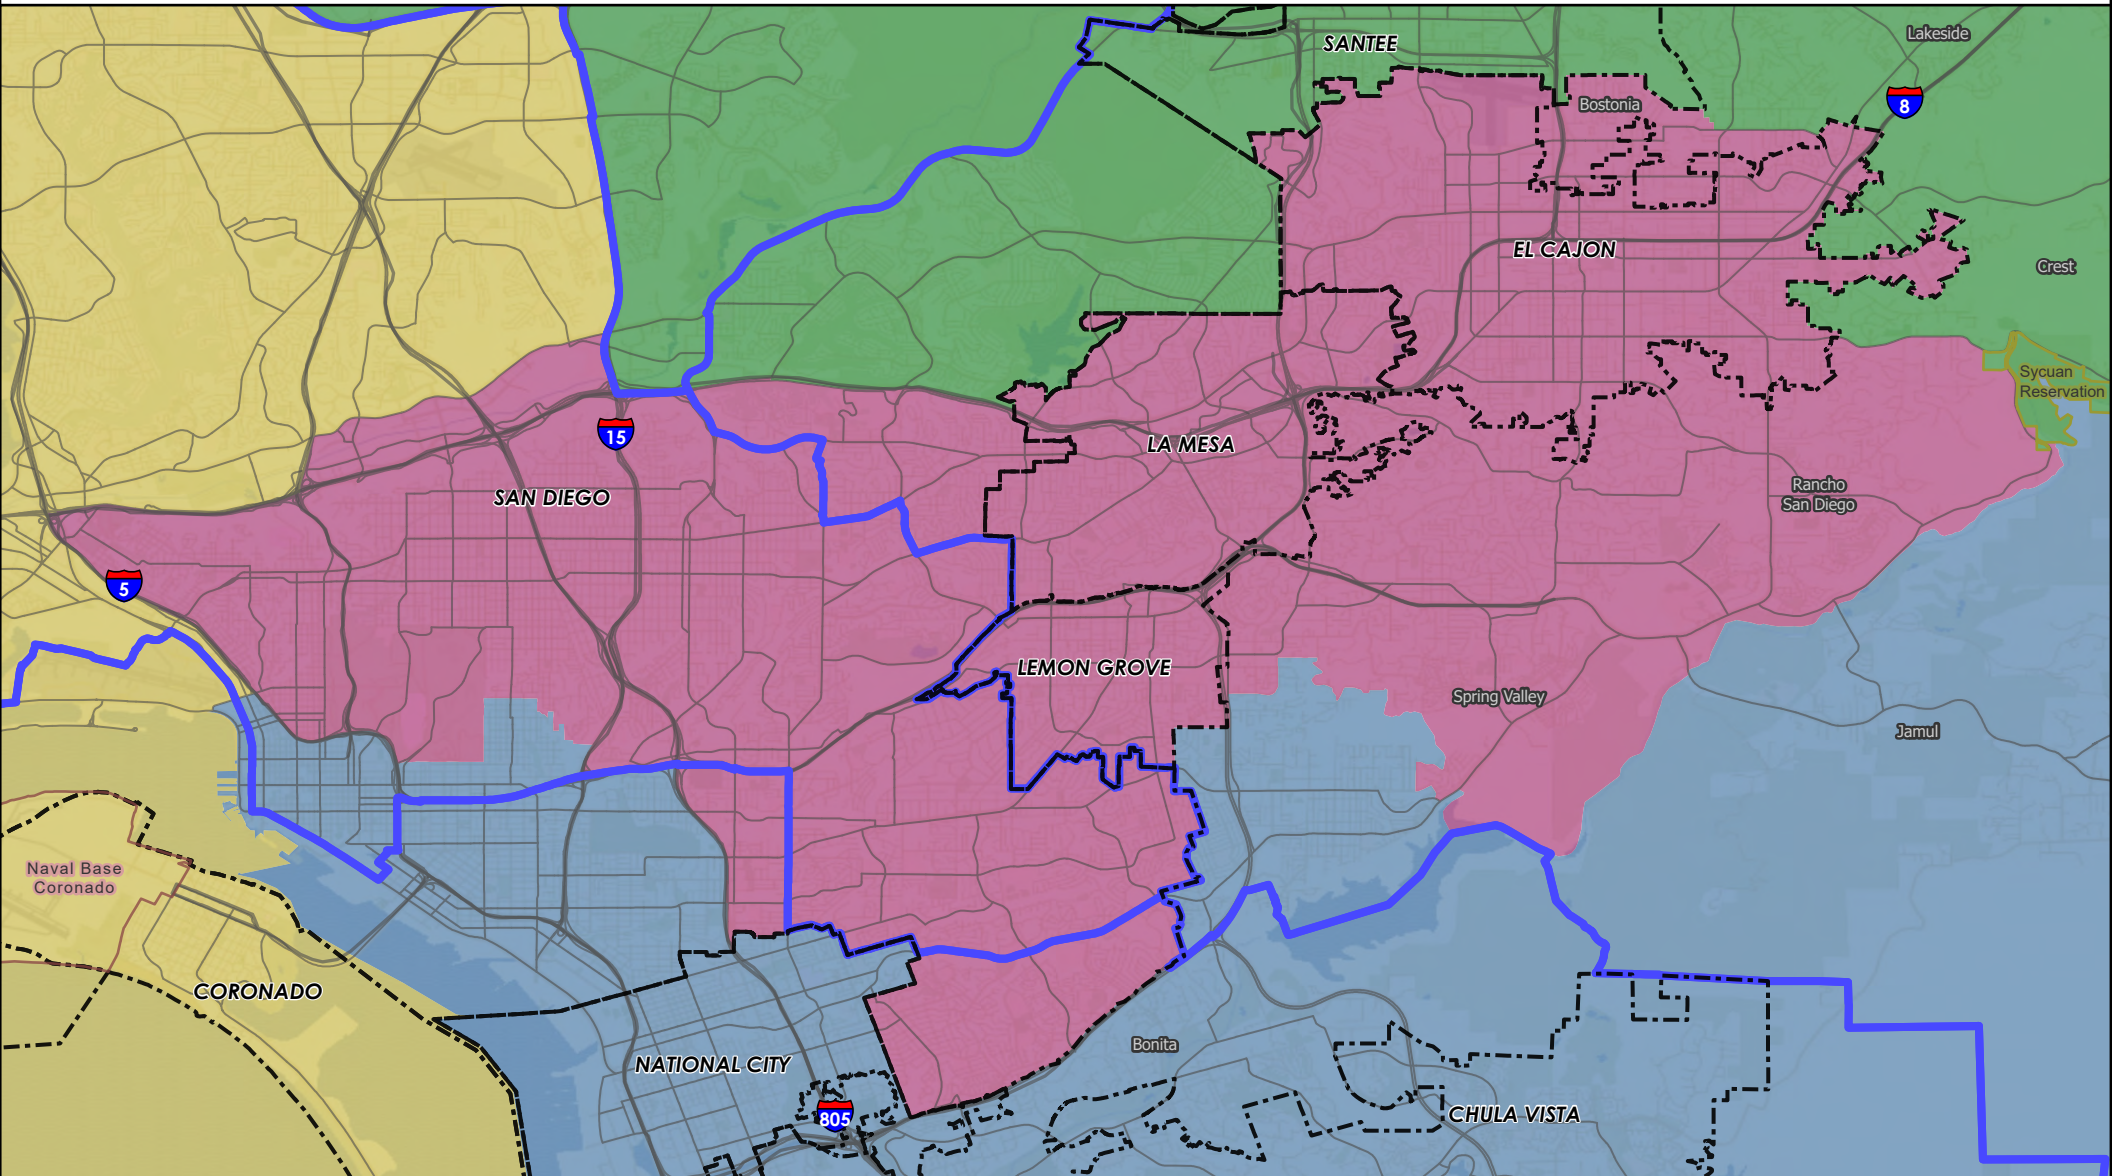 SANTEE
Lakeside
8
Bostonia
EL CAJON
Crest
Sycuan
Reservation
15
LA MESA
SAN DIEGO
Rancho
San Diego
5
LEMON GROVE
Spring Valley
Jamul
Naval Base
Coronado
CORONADO
Bonita
NATIONAL CITY
805
CHULA VISTA